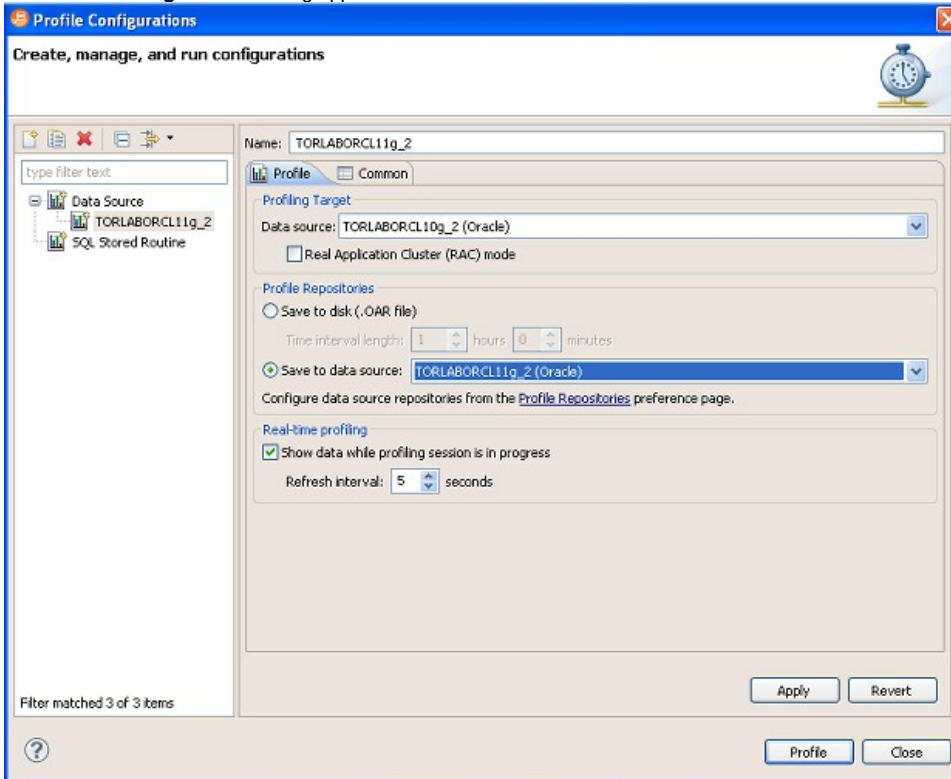 Profile Configurations
Create, manage, and run configurations
type filter text
Data Source
TORLABORCL11g_2
SQL Stored Routine
Filter matched 3 of 3 items
Name: TORLABORCL11g_2
Profile Common
Profiling Target
Data source: TORLABORCL10g_2 (Oracle)
Real Application Cluster (RAC) mode
Profile Repositories
Save to disk (.OAR file)
Time interval length: 1 hours 0 minutes
Save to data source: TORLABORCL11g_2 (Oracle)
Configure data source repositories from the Profile Repositories preference page.
Real-time profiling
Show data while profiling session is in progress
Refresh interval: 5 seconds
Apply Revert
Profile Close